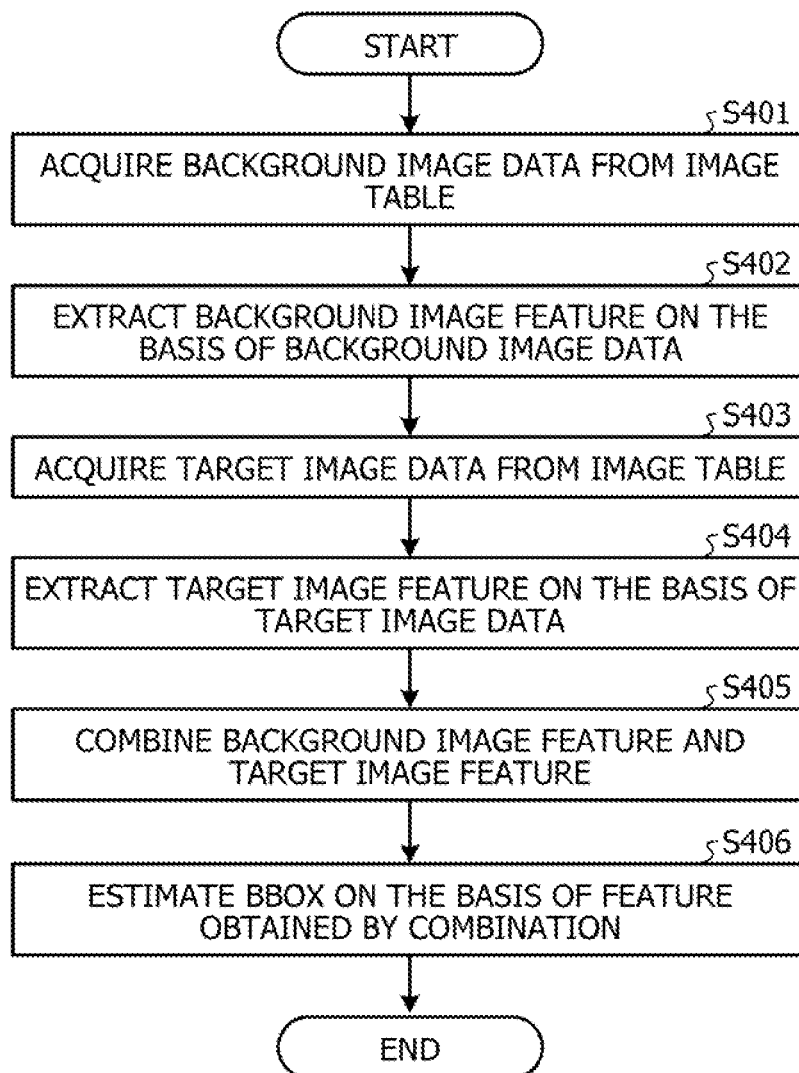 START
S401
ACQUIRE BACKGROUND IMAGE DATA FROM IMAGE
TABLE
S402
EXTRACT BACKGROUND IMAGE FEATURE ON THE
BASIS OF BACKGROUND IMAGE DATA
S403
ACQUIRE TARGET IMAGE DATA FROM IMAGE TABLE
S404
EXTRACT TARGET IMAGE FEATURE ON THE BASIS OF
TARGET IMAGE DATA
S405
COMBINE BACKGROUND IMAGE FEATURE AND
TARGET IMAGE FEATURE
S406
ESTIMATE BBOX ON THE BASIS OF FEATURE
OBTAINED BY COMBINATION
END